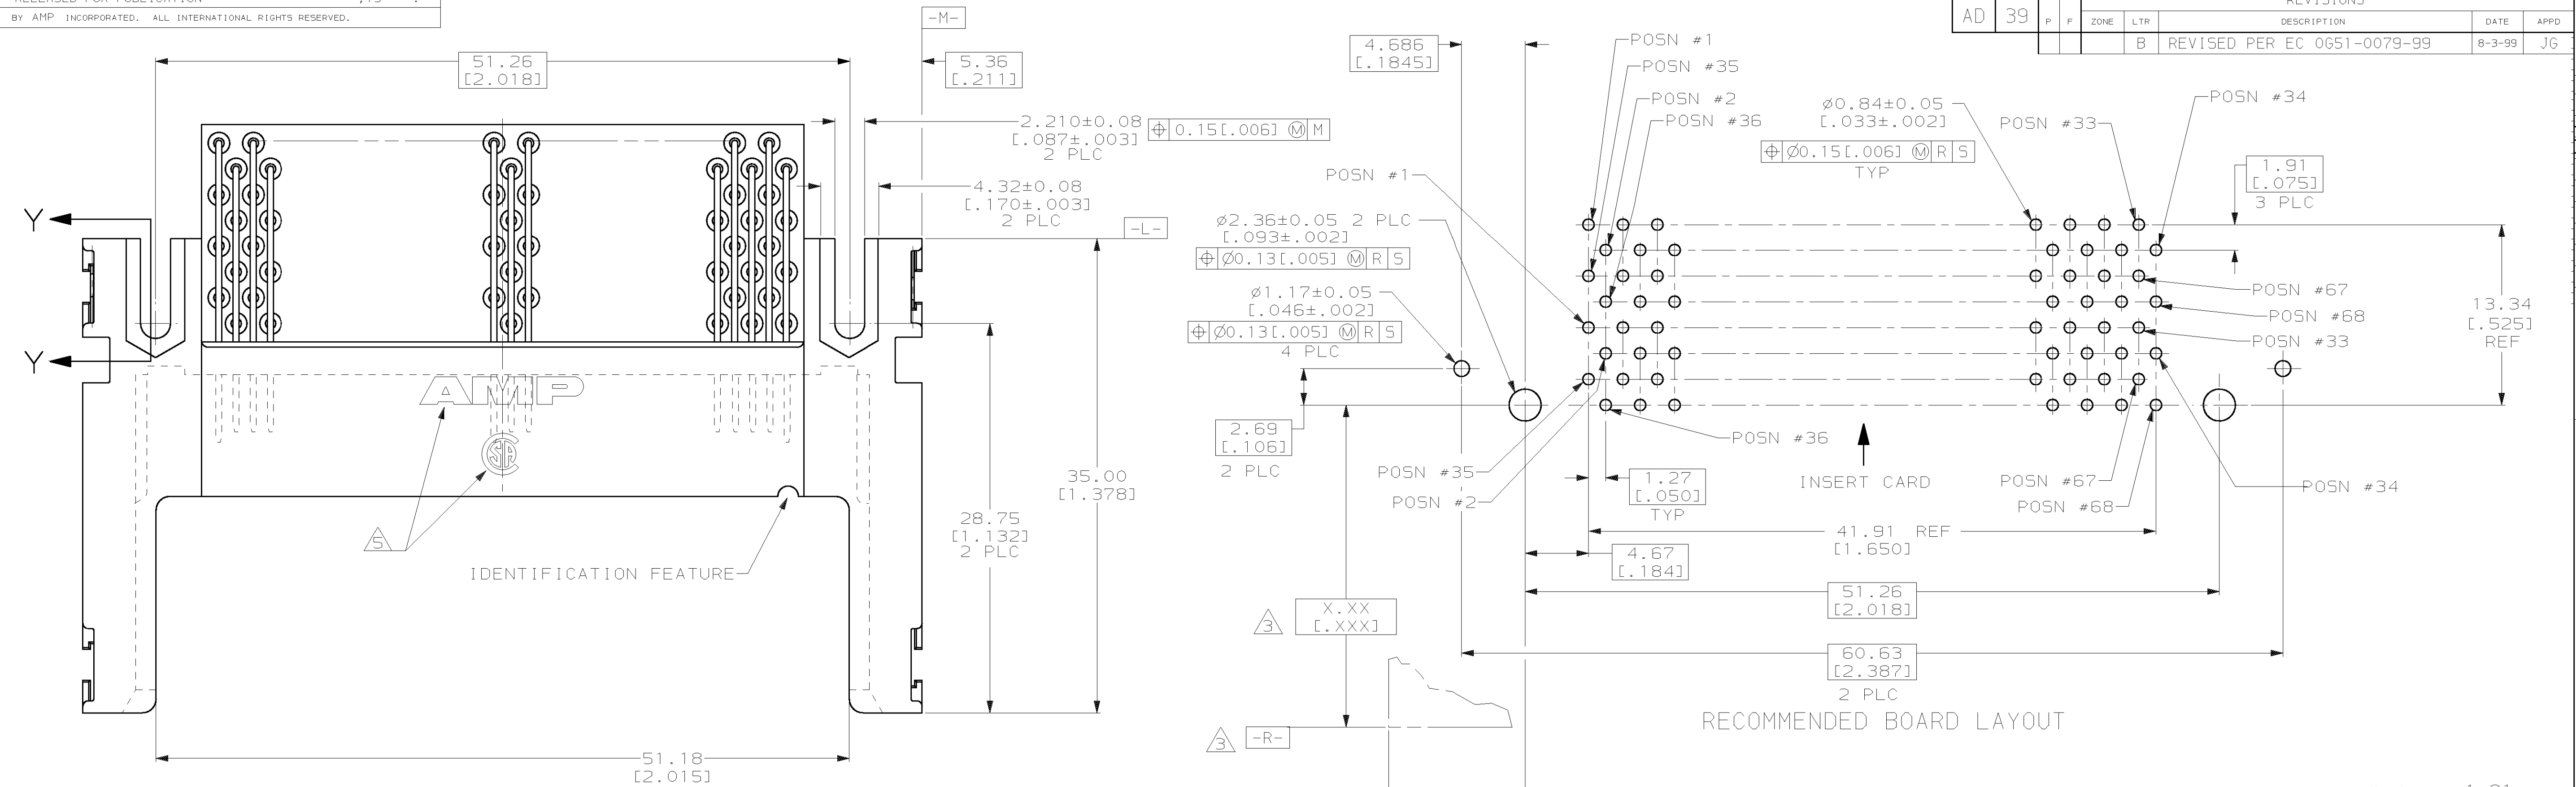 BY AMP INCORPORATED. ALL INTERNATIONAL RIGHTS RESERVED.
AD 39
P F ZONE LTR DESCRIPTION DATE APPD
B REVISED PER EC 0G51-0079-99 8-3-99 JG
-M-
51.26
[2.018]
5.36
[.211]
2.210±0.08
[.087±.003]
2 PLC
⌖ 0.15[.006] Ⓜ M
4.32±0.08
[.170±.003]
2 PLC
-L-
Y
Y
AMP
5
IDENTIFICATION FEATURE
35.00
[1.378]
28.75
[1.132]
2 PLC
51.18
[2.015]
4.686
[.1845]
POSN #1
POSN #35
POSN #2
POSN #36
⌀0.84±0.05
[.033±.002]
⌖ ⌀0.15[.006] Ⓜ R S
TYP
POSN #33
POSN #34
1.91
[.075]
3 PLC
POSN #1
⌀2.36±0.05 2 PLC
[.093±.002]
⌖ ⌀0.13[.005] Ⓜ R S
⌀1.17±0.05
[.046±.002]
⌖ ⌀0.13[.005] Ⓜ R S
4 PLC
POSN #67
POSN #68
POSN #33
13.34
[.525]
REF
2.69
[.106]
2 PLC
POSN #35
POSN #2
POSN #36
INSERT CARD
POSN #67
POSN #68
POSN #34
1.27
[.050]
TYP
41.91 REF
[1.650]
4.67
[.184]
51.26
[2.018]
3
X.XX
[.XXX]
60.63
[2.387]
2 PLC
RECOMMENDED BOARD LAYOUT
3
-R-